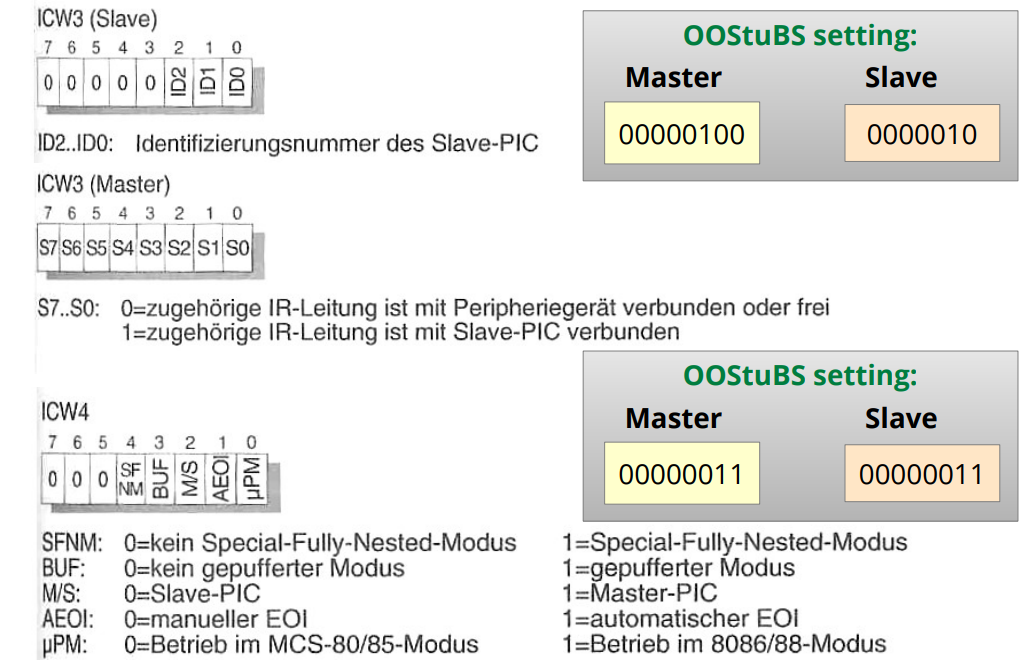 ICW3 (Slave)
7 6 5 4 3 2 1 0
0 0 0 0 0 ID2 ID1 ID0
ID2..ID0: Identifizierungsnummer des Slave-PIC
OOStuBS setting:
Master Slave
00000100 0000010
ICW3 (Master)
7 6 5 4 3 2 1 0
S7 S6 S5 S4 S3 S2 S1 S0
S7..S0: 0=zugehörige IR-Leitung ist mit Peripheriegerät verbunden oder frei
1=zugehörige IR-Leitung ist mit Slave-PIC verbunden
OOStuBS setting:
Master Slave
00000011 00000011
ICW4
7 6 5 4 3 2 1 0
0 0 0 SFNM BUF M/S AEOI µPM
SFNM: 0=kein Special-Fully-Nested-Modus 1=Special-Fully-Nested-Modus
BUF: 0=kein gepufferter Modus 1=gepufferter Modus
M/S: 0=Slave-PIC 1=Master-PIC
AEOI: 0=manueller EOI 1=automatischer EOI
µPM: 0=Betrieb im MCS-80/85-Modus 1=Betrieb im 8086/88-Modus